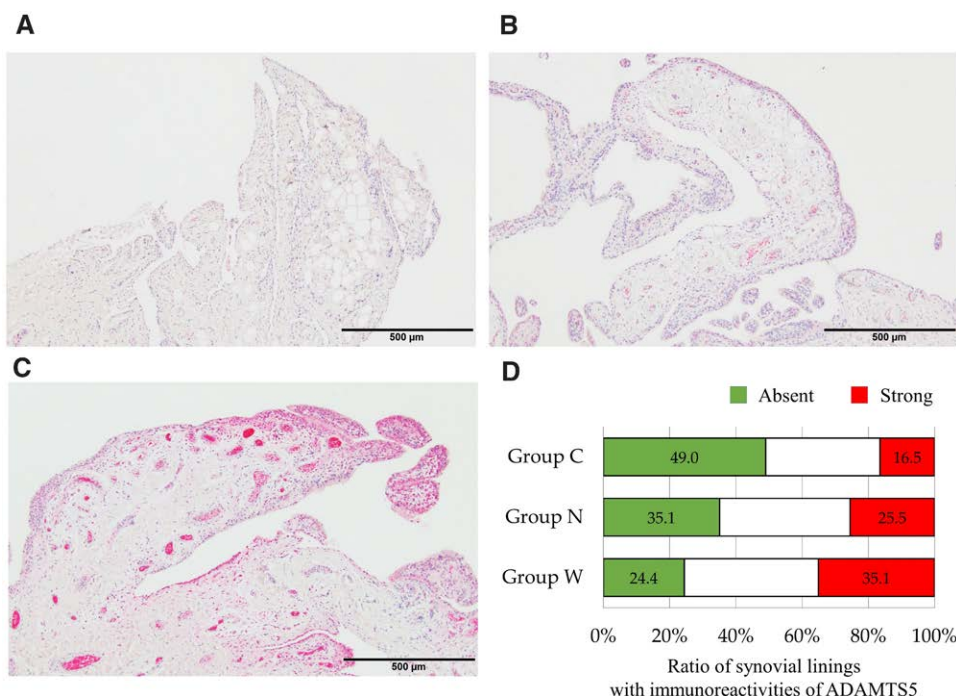 A
500 µm
B
500 µm
C
500 µm
D
Absent Strong
Group C 49.0 16.5
Group N 35.1 25.5
Group W 24.4 35.1
0% 20% 40% 60% 80% 100%
Ratio of synovial linings
with immunoreactivities of ADAMTS5